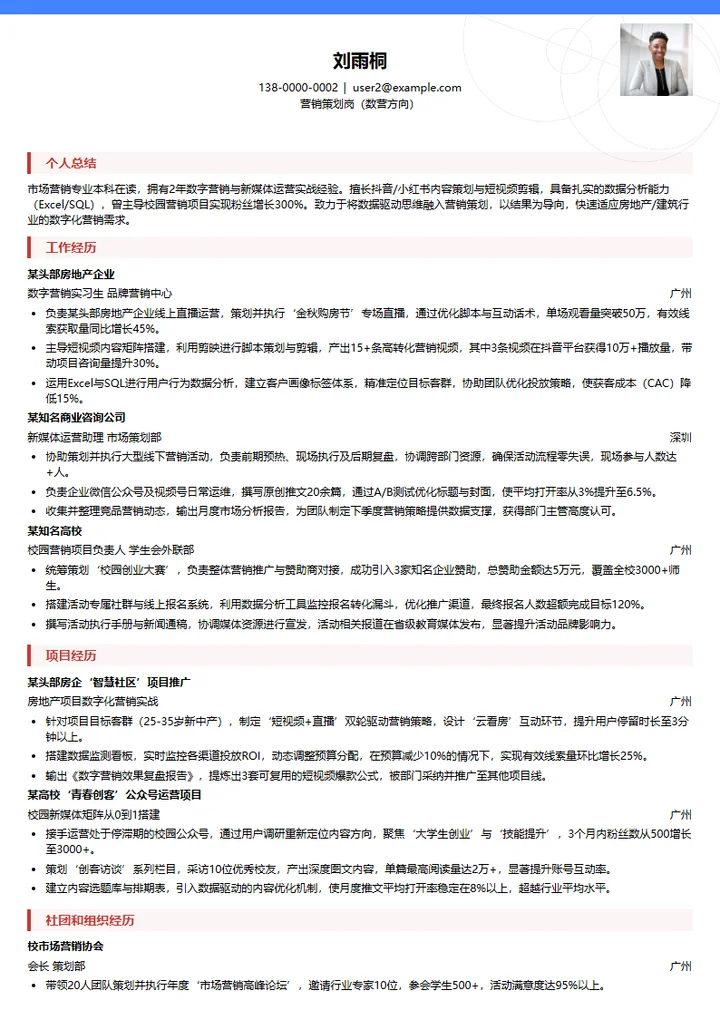 刘雨桐
138-0000-0002 | user2@example.com
营销策划岗（数营方向）
个人总结
市场营销专业本科在读，拥有2年数字营销与新媒体运营实战经验。擅长抖音/小红书内容策划与短视频剪辑，具备扎实的数据分析能力
（Excel/SQL），曾主导校园营销项目实现粉丝增长300%。致力于将数据驱动思维融入营销策划，以结果为导向，快速适应房地产/建筑行
业的数字化营销需求。
工作经历
某头部房地产企业
数字营销实习生 品牌营销中心
广州
• 负责某头部房地产企业线上直播运营，策划并执行‘金秋购房节’专场直播，通过优化脚本与互动话术，单场观看量突破50万，有效线
索获取量同比增长45%。
• 主导短视频内容矩阵搭建，利用剪映进行脚本策划与剪辑，产出15+条高转化营销视频，其中3条视频在抖音平台获得10万+播放量，带
动项目咨询量提升30%。
• 运用Excel与SQL进行用户行为数据分析，建立客户画像标签体系，精准定位目标客群，协助团队优化投放策略，使获客成本（CAC）降
低15%。
某知名商业咨询公司
新媒体运营助理 市场策划部
深圳
• 协助策划并执行大型线下营销活动，负责前期预热、现场执行及后期复盘，协调跨部门资源，确保活动流程零失误，现场参与人数达
+人。
• 负责企业微信公众号及视频号日常运维，撰写原创推文20余篇，通过A/B测试优化标题与封面，使平均打开率从3%提升至6.5%。
• 收集并整理竞品营销动态，输出月度市场分析报告，为团队制定下季度营销策略提供数据支撑，获得部门主管高度认可。
某知名高校
校园营销项目负责人 学生会外联部
广州
• 统筹策划‘校园创业大赛’，负责整体营销推广与赞助商对接，成功引入3家知名企业赞助，总赞助金额达5万元，覆盖全校3000+师
生。
• 搭建活动专属社群与线上报名系统，利用数据分析工具监控报名转化漏斗，优化推广渠道，最终报名人数超额完成目标120%。
• 撰写活动执行手册与新闻通稿，协调媒体资源进行宣发，活动相关报道在省级教育媒体发布，显著提升活动品牌影响力。
项目经历
某头部房企‘智慧社区’项目推广
房地产项目数字化营销实战
广州
• 针对项目目标客群（25-35岁新中产），制定‘短视频+直播’双轮驱动营销策略，设计‘云看房’互动环节，提升用户停留时长至3分
钟以上。
• 搭建数据监测看板，实时监控各渠道投放ROI，动态调整预算分配，在预算减少10%的情况下，实现有效线索量环比增长25%。
• 输出《数字营销效果复盘报告》，提炼出3套可复用的短视频爆款公式，被部门采纳并推广至其他项目线。
某高校‘青春创客’公众号运营项目
校园新媒体矩阵从0到1搭建
广州
• 接手运营处于停滞期的校园公众号，通过用户调研重新定位内容方向，聚焦‘大学生创业’与‘技能提升’，3个月内粉丝数从500增长
至3000+。
• 策划‘创客访谈’系列栏目，采访10位优秀校友，产出深度图文内容，单篇最高阅读量达2万+，显著提升账号互动率。
• 建立内容选题库与排期表，引入数据驱动的内容优化机制，使月度推文平均打开率稳定在8%以上，超越行业平均水平。
社团和组织经历
校市场营销协会
会长 策划部
广州
• 带领20人团队策划并执行年度‘市场营销高峰论坛’，邀请行业专家10位，参会学生500+，活动满意度达95%以上。